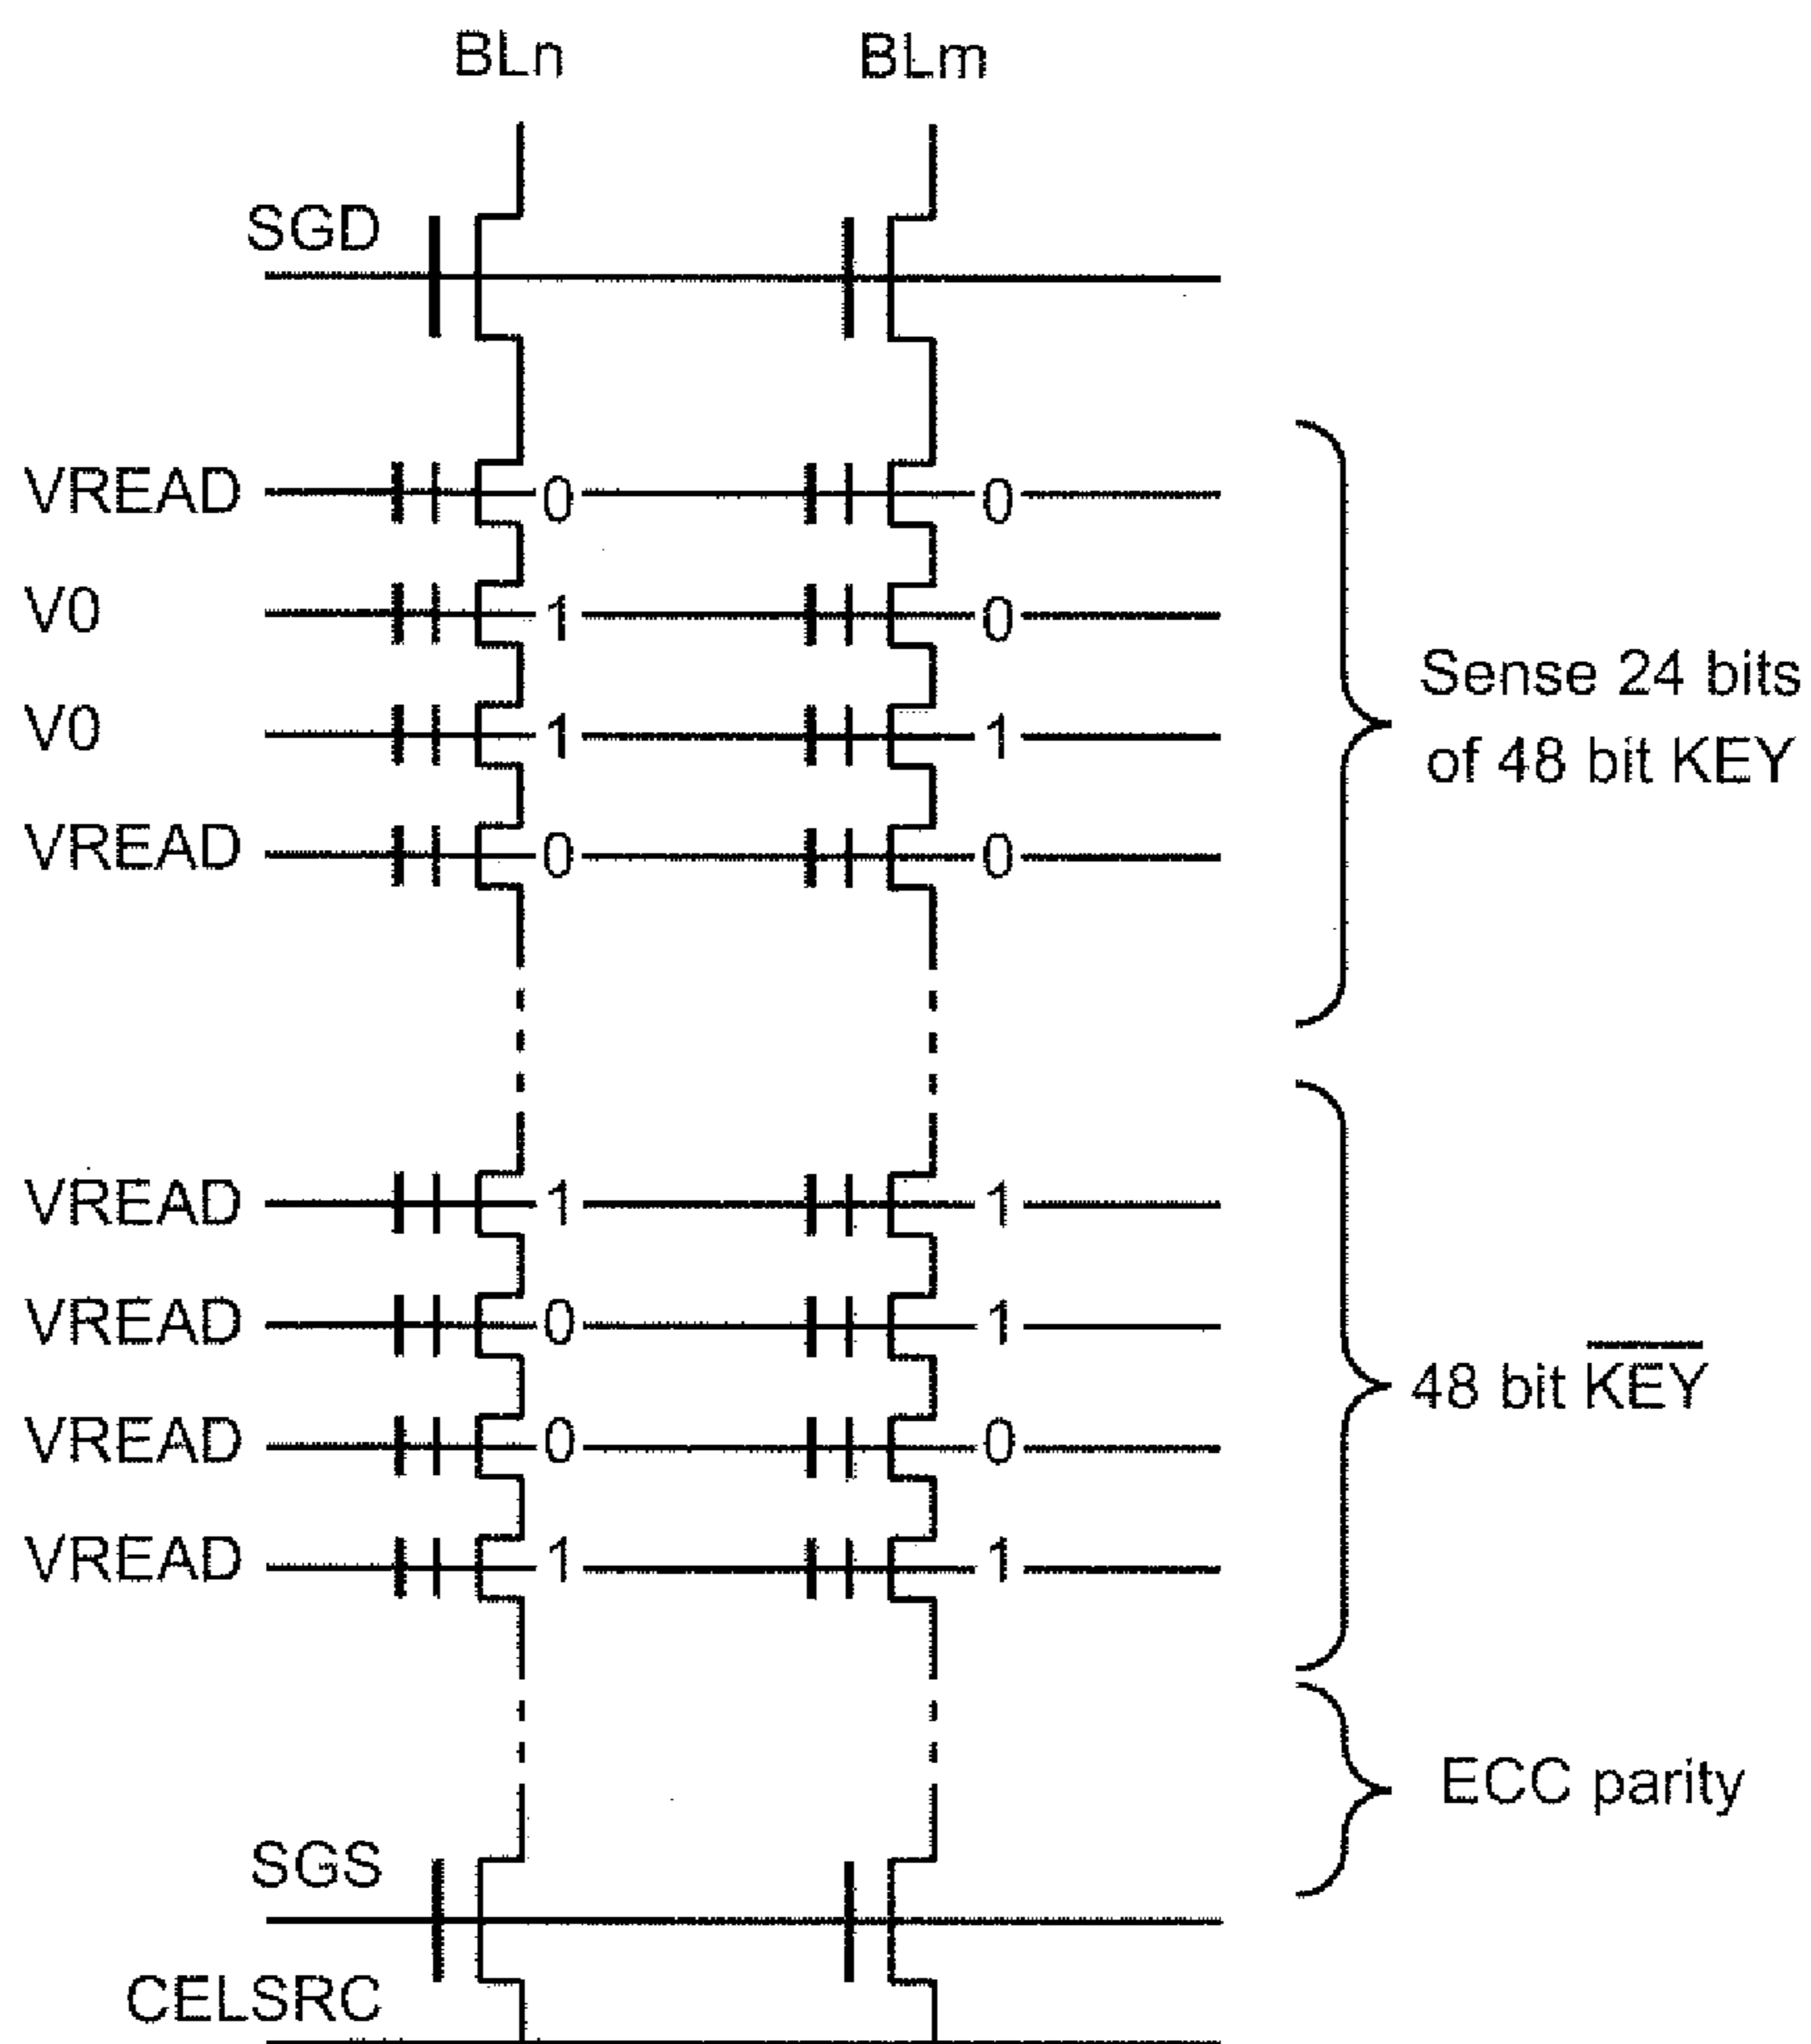 BLn BLm
SGD
VREAD 0 0
V0 1 0
V0 1 1
VREAD 0 0
Sense 24 bits
of 48 bit KEY
VREAD 1 1
VREAD 0 1
VREAD 0 0
VREAD 1 1
48 bit K̅E̅Y̅
ECC parity
SGS
CELSRC